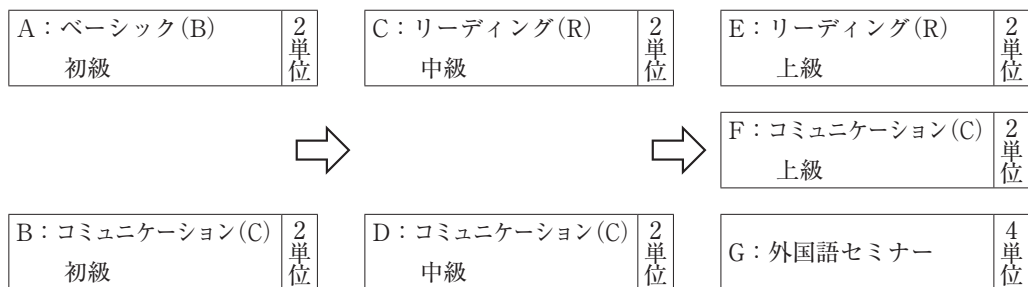 A：ベーシック(B)
初級
2単位
C：リーディング(R)
中級
2単位
E：リーディング(R)
上級
2単位
F：コミュニケーション(C)
上級
2単位
B：コミュニケーション(C)
初級
2単位
D：コミュニケーション(C)
中級
2単位
G：外国語セミナー
4単位